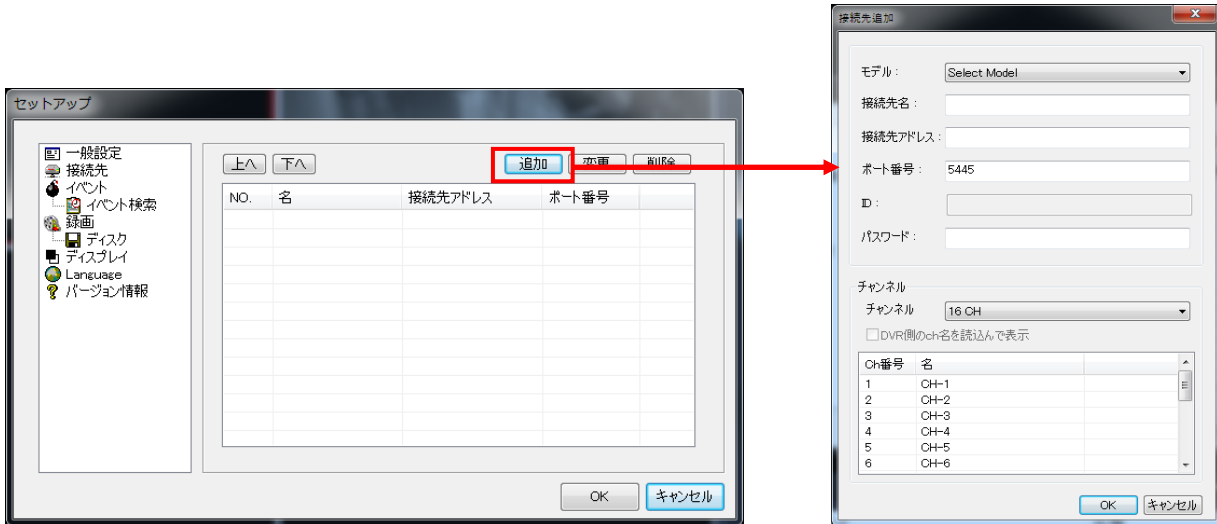 セットアップ
一般設定
接続先
イベント
イベント検索
録画
ディスク
ディスプレイ
Language
バージョン情報
上へ 下へ 追加 変更 削除
NO. 名 接続先アドレス ポート番号
OK キャンセル
接続先追加
モデル： Select Model
接続先名：
接続先アドレス：
ポート番号： 5445
ID：
パスワード：
チャンネル
チャンネル 16 CH
DVR側のch名を読込んで表示
Ch番号 名
1 CH-1
2 CH-2
3 CH-3
4 CH-4
5 CH-5
6 CH-6
OK キャンセル